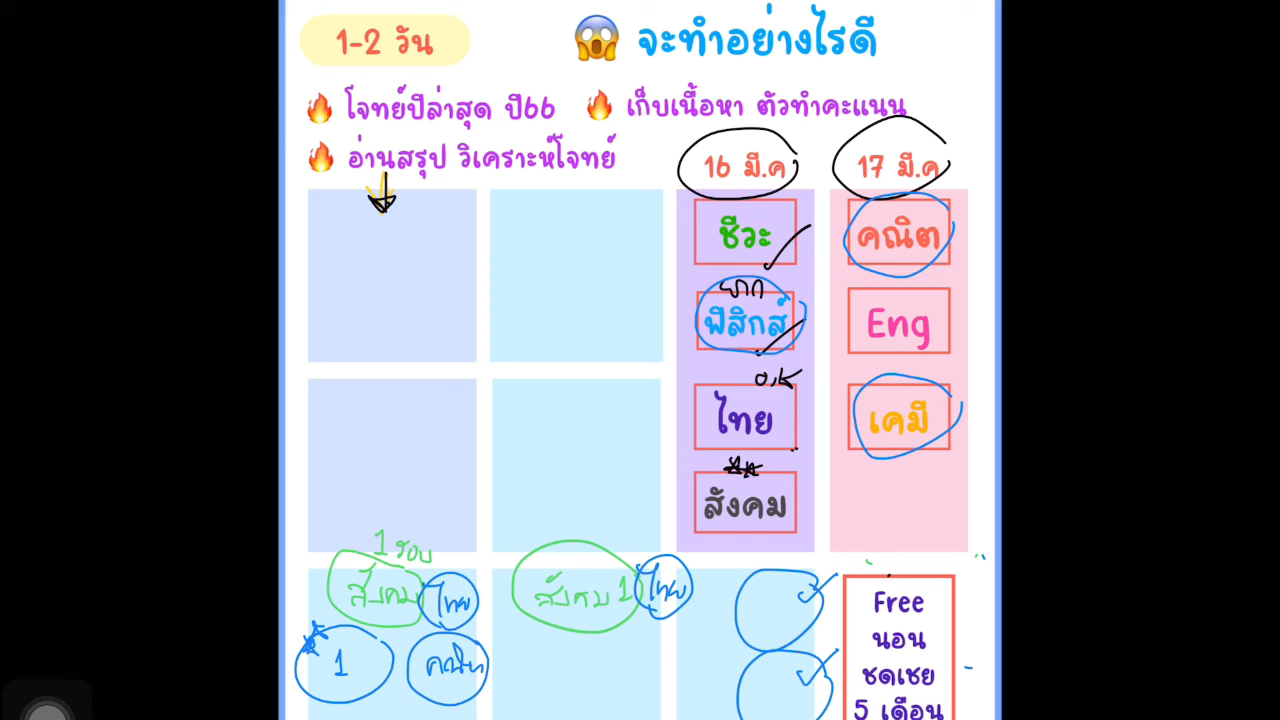 1-2 วัน
😱 จะทำอย่างไรดี
🔥 โจทย์ปีล่าสุด ปี66 🔥 เก็บเนื้อหา ตัวทำคะแนน
🔥 อ่านสรุป วิเคราะห์โจทย์
16 มี.ค
17 มี.ค
ชีวะ
คณิต
ยาก
ฟิสิกส์
Eng
ไทย
เคมี
สังคม
1 รอบ
สังคม ไทย
สังคม 1 ไทย
1 คณิต
Free
นอน
ชดเชย
5 เดือน